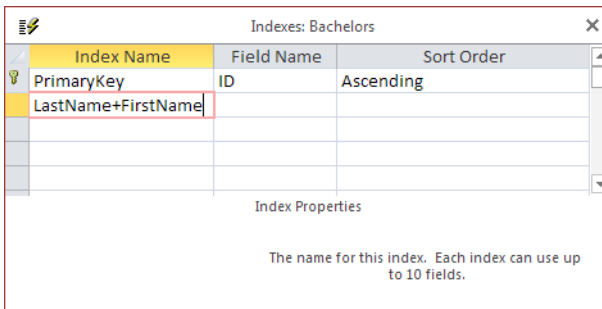 Indexes: Bachelors
Index Name Field Name Sort Order
PrimaryKey ID Ascending
LastName+FirstName
Index Properties
The name for this index. Each index can use up
to 10 fields.